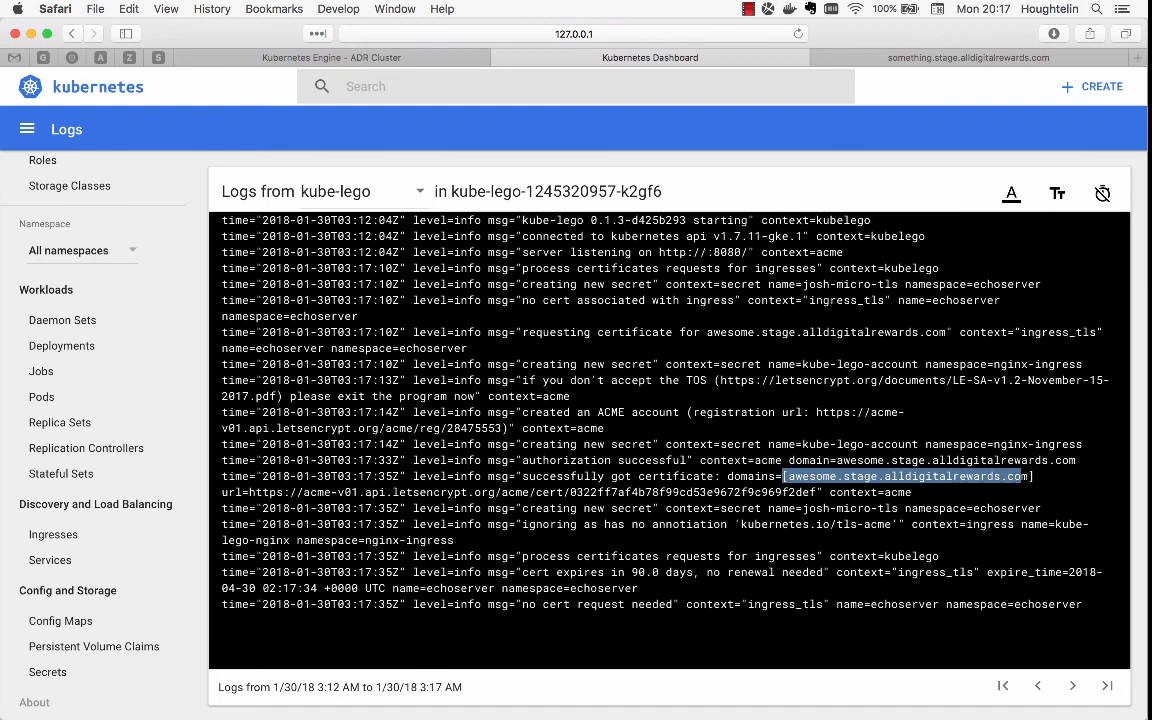 Safari File Edit View History Bookmarks Develop Window Help 100% Mon 20:17 Houghtelin
127.0.0.1
G A Z S Kubernetes Engine - ADR Cluster Kubernetes Dashboard something.stage.alldigitalrewards.com
kubernetes Search + CREATE
Logs
Roles
Storage Classes
Namespace
All namespaces
Workloads
Daemon Sets
Deployments
Jobs
Pods
Replica Sets
Replication Controllers
Stateful Sets
Discovery and Load Balancing
Ingresses
Services
Config and Storage
Config Maps
Persistent Volume Claims
Secrets
About
Logs from kube-lego in kube-lego-1245320957-k2gf6
time="2018-01-30T03:12:04Z" level=info msg="kube-lego 0.1.3-d425b293 starting" context=kubelego
time="2018-01-30T03:12:04Z" level=info msg="connected to kubernetes api v1.7.11-gke.1" context=kubelego
time="2018-01-30T03:12:04Z" level=info msg="server listening on http://:8080/" context=acme
time="2018-01-30T03:17:10Z" level=info msg="process certificates requests for ingresses" context=kubelego
time="2018-01-30T03:17:10Z" level=info msg="creating new secret" context=secret name=josh-micro-tls namespace=echoserver
time="2018-01-30T03:17:10Z" level=info msg="no cert associated with ingress" context="ingress_tls" name=echoserver
namespace=echoserver
time="2018-01-30T03:17:10Z" level=info msg="requesting certificate for awesome.stage.alldigitalrewards.com" context="ingress_tls"
name=echoserver namespace=echoserver
time="2018-01-30T03:17:10Z" level=info msg="creating new secret" context=secret name=kube-lego-account namespace=nginx-ingress
time="2018-01-30T03:17:13Z" level=info msg="if you don't accept the TOS (https://letsencrypt.org/documents/LE-SA-v1.2-November-15-
2017.pdf) please exit the program now" context=acme
time="2018-01-30T03:17:14Z" level=info msg="created an ACME account (registration url: https://acme-
v01.api.letsencrypt.org/acme/reg/28475553)" context=acme
time="2018-01-30T03:17:14Z" level=info msg="creating new secret" context=secret name=kube-lego-account namespace=nginx-ingress
time="2018-01-30T03:17:33Z" level=info msg="authorization successful" context=acme domain=awesome.stage.alldigitalrewards.com
time="2018-01-30T03:17:35Z" level=info msg="successfully got certificate: domains=[awesome.stage.alldigitalrewards.com]
url=https://acme-v01.api.letsencrypt.org/acme/cert/0322ff7af4b78f99cd53e9672f9c969f2def" context=acme
time="2018-01-30T03:17:35Z" level=info msg="creating new secret" context=secret name=josh-micro-tls namespace=echoserver
time="2018-01-30T03:17:35Z" level=info msg="ignoring as has no annotiation 'kubernetes.io/tls-acme'" context=ingress name=kube-
lego-nginx namespace=nginx-ingress
time="2018-01-30T03:17:35Z" level=info msg="process certificates requests for ingresses" context=kubelego
time="2018-01-30T03:17:35Z" level=info msg="cert expires in 90.0 days, no renewal needed" context="ingress_tls" expire_time=2018-
04-30 02:17:34 +0000 UTC name=echoserver namespace=echoserver
time="2018-01-30T03:17:35Z" level=info msg="no cert request needed" context="ingress_tls" name=echoserver namespace=echoserver
Logs from 1/30/18 3:12 AM to 1/30/18 3:17 AM